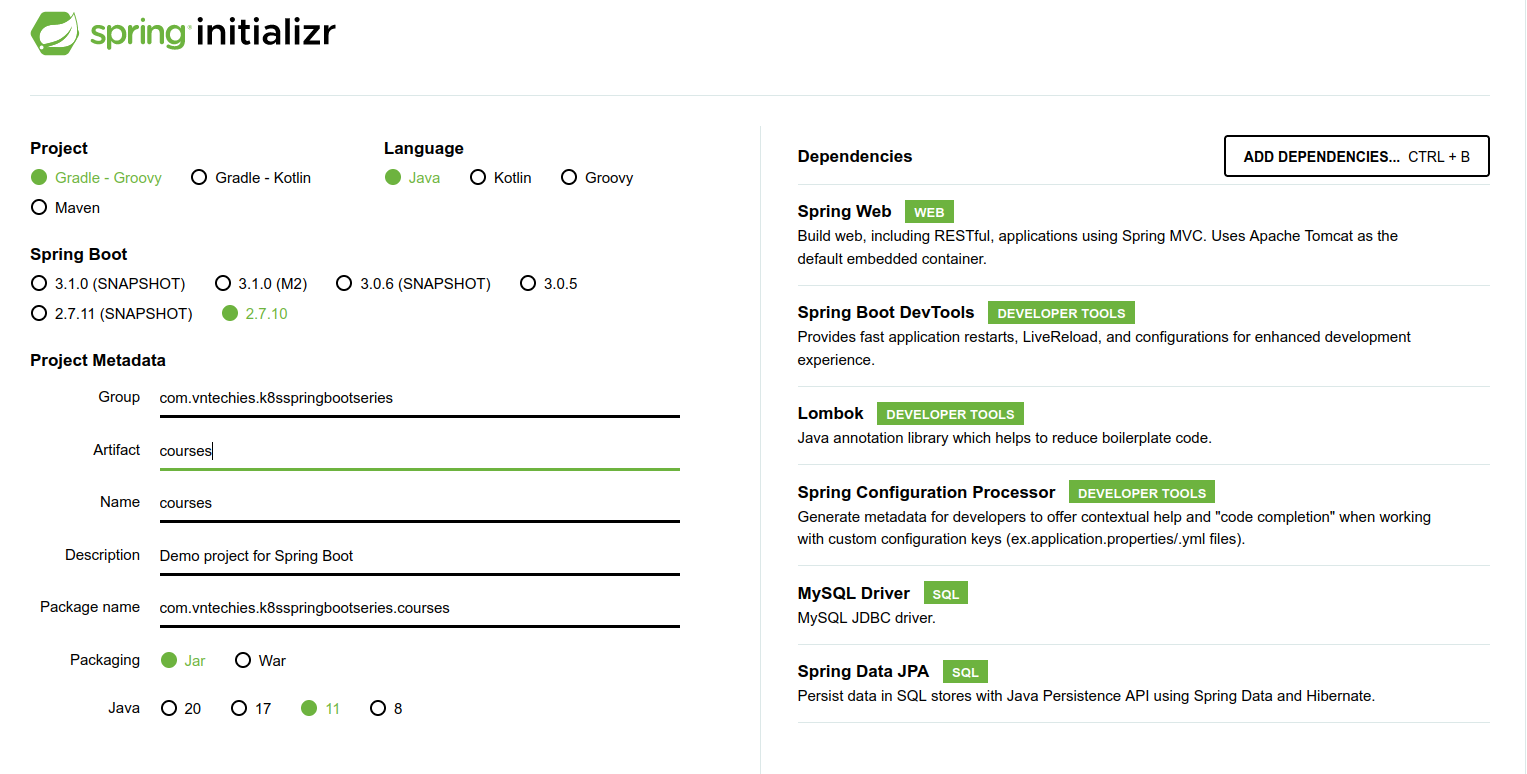 spring initializr
Project
Gradle - Groovy Gradle - Kotlin
Maven
Language
Java Kotlin Groovy
Spring Boot
3.1.0 (SNAPSHOT) 3.1.0 (M2) 3.0.6 (SNAPSHOT) 3.0.5
2.7.11 (SNAPSHOT) 2.7.10
Project Metadata
Group com.vntechies.k8sspringbootseries
Artifact courses
Name courses
Description Demo project for Spring Boot
Package name com.vntechies.k8sspringbootseries.courses
Packaging Jar War
Java 20 17 11 8
Dependencies ADD DEPENDENCIES... CTRL + B
Spring Web WEB
Build web, including RESTful, applications using Spring MVC. Uses Apache Tomcat as the
default embedded container.
Spring Boot DevTools DEVELOPER TOOLS
Provides fast application restarts, LiveReload, and configurations for enhanced development
experience.
Lombok DEVELOPER TOOLS
Java annotation library which helps to reduce boilerplate code.
Spring Configuration Processor DEVELOPER TOOLS
Generate metadata for developers to offer contextual help and "code completion" when working
with custom configuration keys (ex.application.properties/.yml files).
MySQL Driver SQL
MySQL JDBC driver.
Spring Data JPA SQL
Persist data in SQL stores with Java Persistence API using Spring Data and Hibernate.